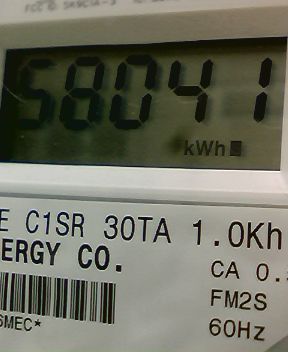 58041
kWh
E C1SR 30TA 1.0Kh
ERGY CO.
CA 0.
FM2S
SMEC*
60Hz